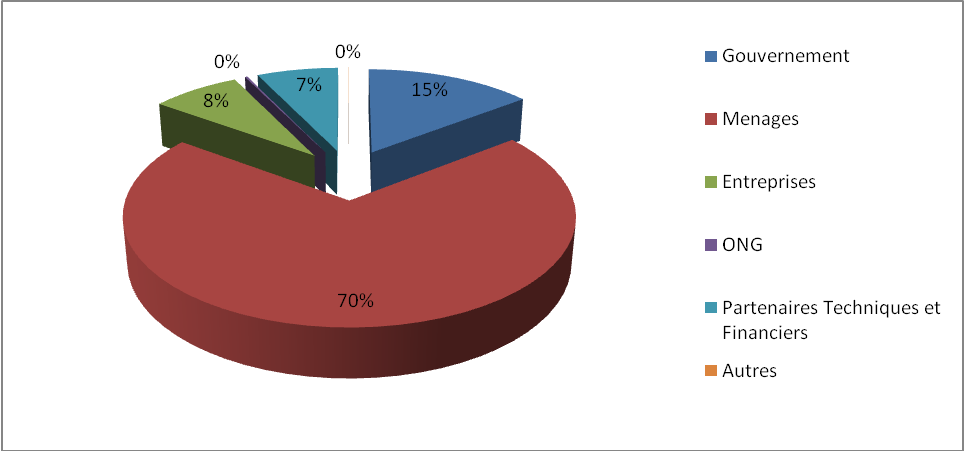 0%
0%
7%
15%
8%
70%
Gouvernement
Menages
Entreprises
ONG
Partenaires Techniques et
Financiers
Autres